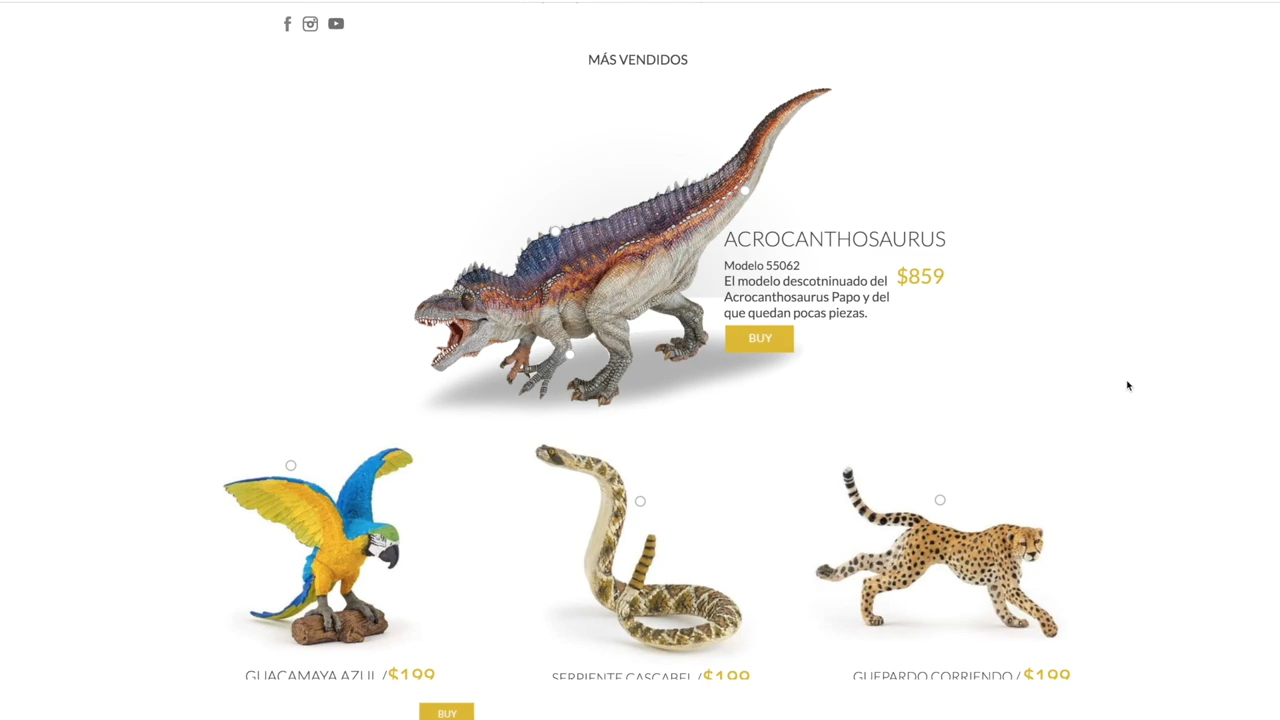 MÁS VENDIDOS
ACROCANTHOSAURUS
Modelo 55062
El modelo descotninuado del
Acrocanthosaurus Papo y del
que quedan pocas piezas.
$859
BUY
GUACAMAYA AZUL / $199
SERPIENTE CASCABEL / $199
GUEPARDO CORRIENDO / $199
BUY